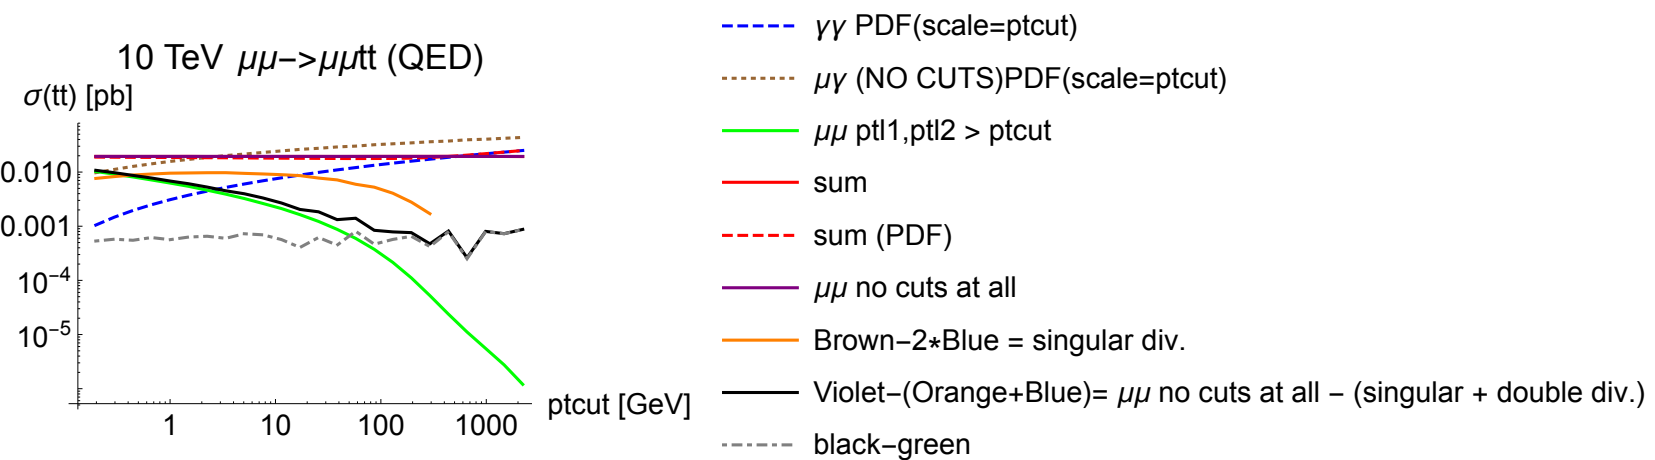 10 TeV μμ−>μμtt (QED)
σ(tt) [pb]
0.010
0.001
10−4
10−5
1
10
100
1000
ptcut [GeV]
γγ PDF(scale=ptcut)
μγ (NO CUTS)PDF(scale=ptcut)
μμ ptl1,ptl2 > ptcut
sum
sum (PDF)
μμ no cuts at all
Brown−2*Blue = singular div.
Violet−(Orange+Blue)= μμ no cuts at all − (singular + double div.)
black−green